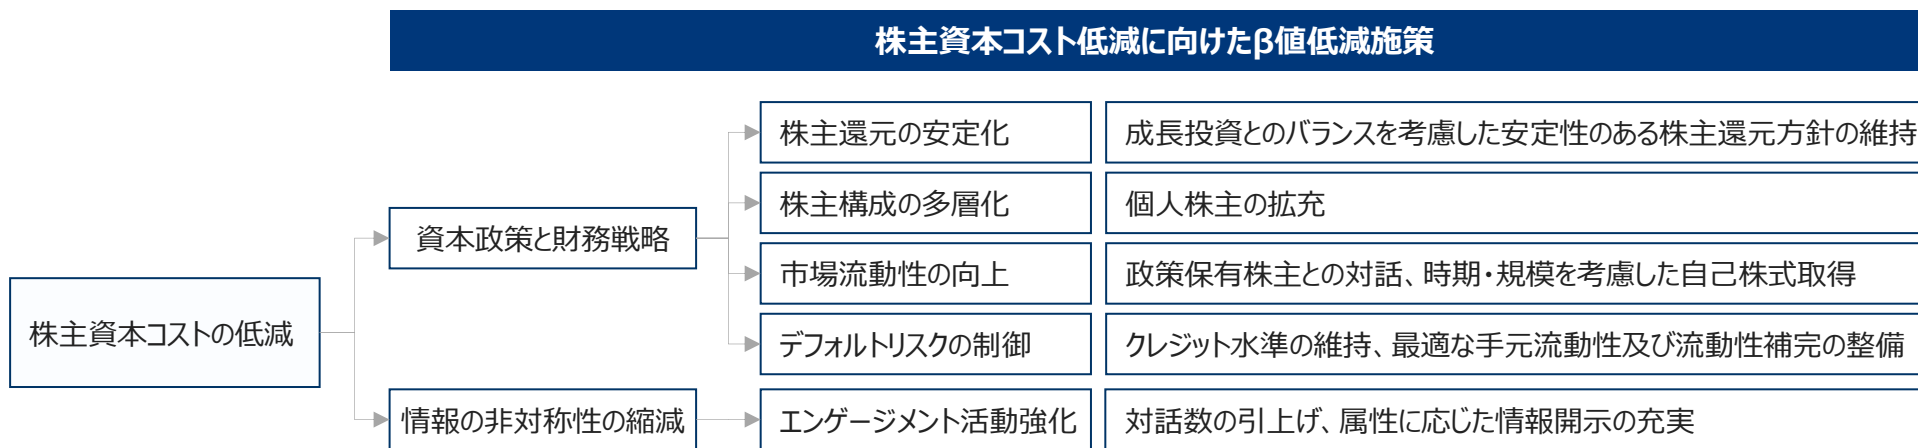 株主資本コスト低減に向けたβ値低減施策
株主資本コストの低減
資本政策と財務戦略
株主還元の安定化
成長投資とのバランスを考慮した安定性のある株主還元方針の維持
株主構成の多層化
個人株主の拡充
市場流動性の向上
政策保有株主との対話、時期・規模を考慮した自己株式取得
デフォルトリスクの制御
クレジット水準の維持、最適な手元流動性及び流動性補完の整備
情報の非対称性の縮減
エンゲージメント活動強化
対話数の引上げ、属性に応じた情報開示の充実